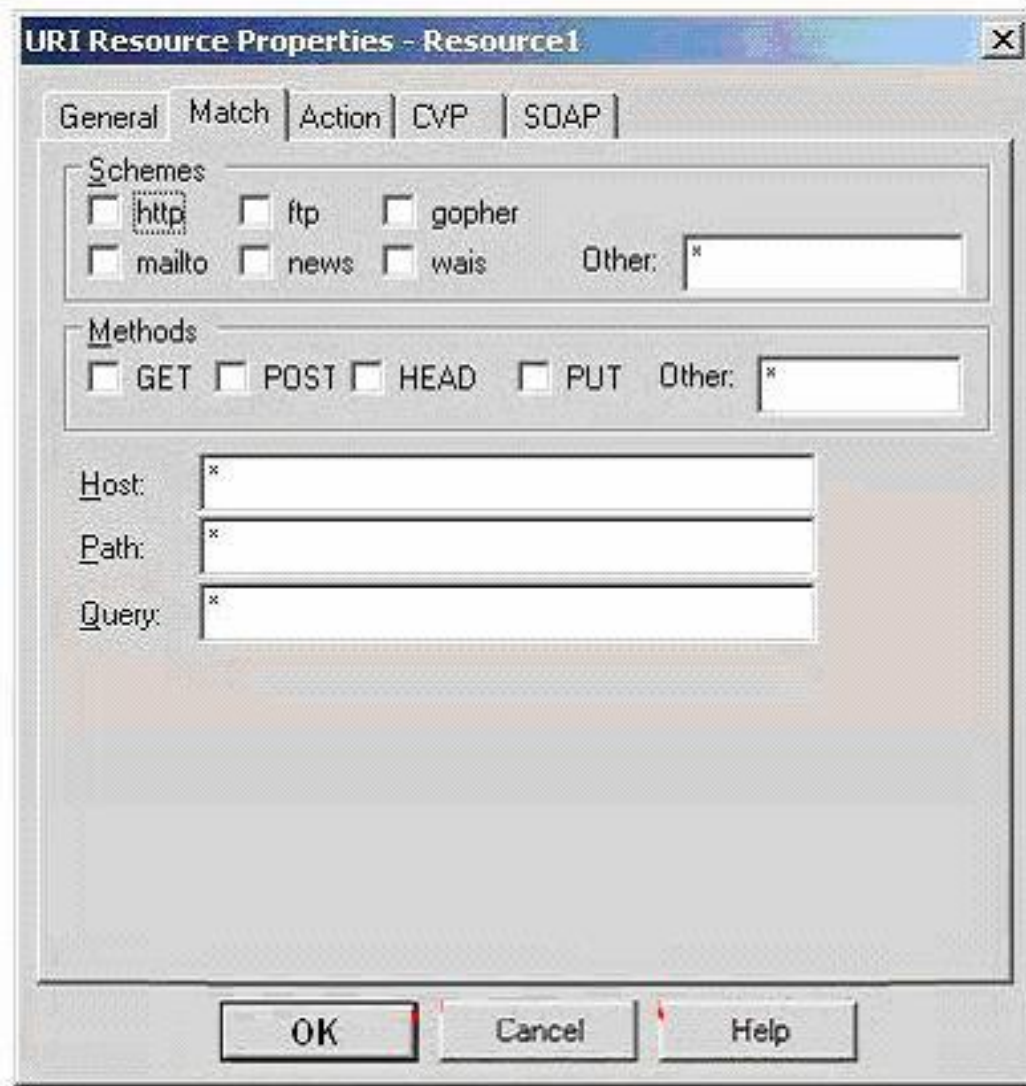 URI Resource Properties - Resource1
General Match Action CVP SOAP
Schemes
http ftp gopher
mailto news wais Other: *
Methods
GET POST HEAD PUT Other: *
Host: *
Path: *
Query: *
OK Cancel Help